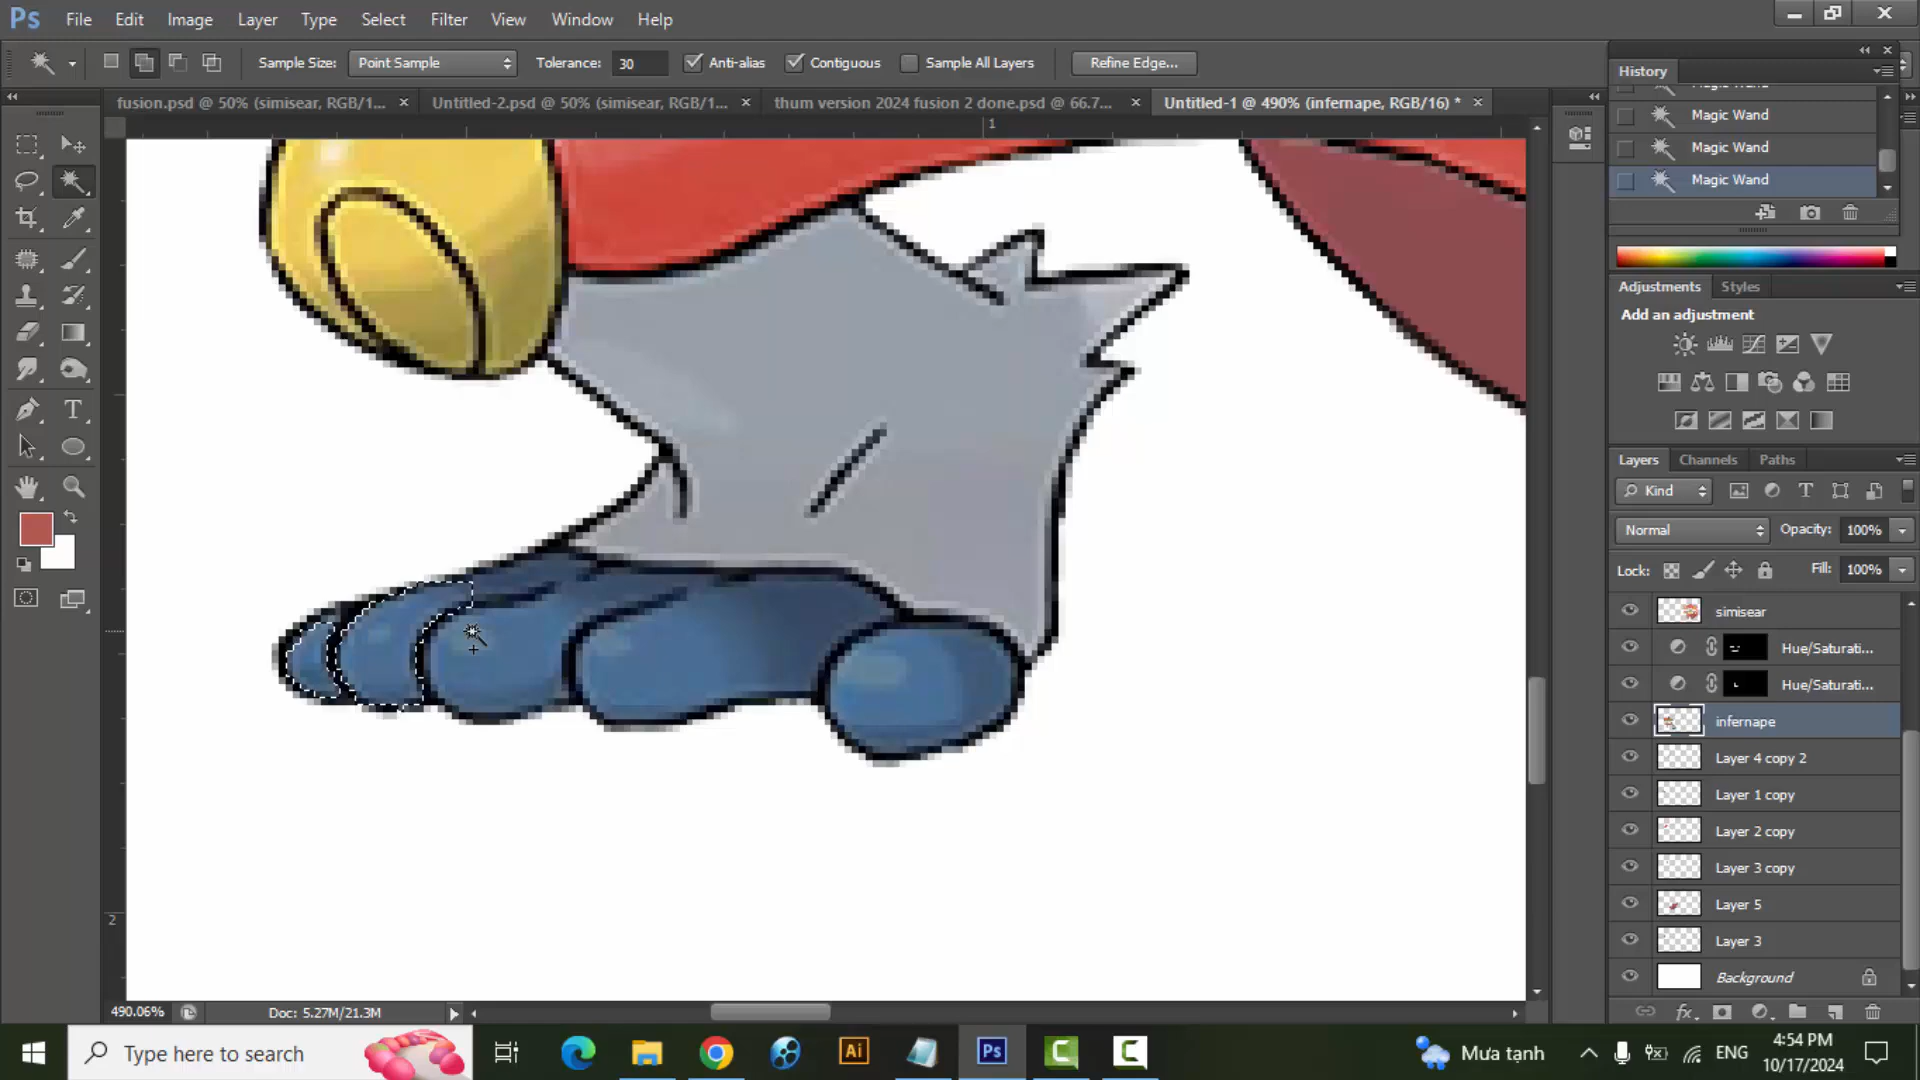 Ps File Edit Image Layer Type Select Filter View Window Help
Sample Size: Point Sample Tolerance: 30 Anti-alias Contiguous Sample All Layers Refine Edge...
fusion.psd @ 50% (simisear, RGB/1... × Untitled-2.psd @ 50% (simisear, RGB/1... × thum version 2024 fusion 2 done.psd @ 66.7... × Untitled-1 @ 490% (infernape, RGB/16) * ×
1
2
History
Magic Wand
Magic Wand
Magic Wand
Adjustments Styles
Add an adjustment
Layers Channels Paths
Kind
Normal Opacity: 100%
Lock: Fill: 100%
simisear
Hue/Saturati...
Hue/Saturati...
infernape
Layer 4 copy 2
Layer 1 copy
Layer 2 copy
Layer 3 copy
Layer 5
Layer 3
Background
490.06% Doc: 5.27M/21.3M
Type here to search
Ai Ps
Mưa tạnh ENG 4:54 PM
10/17/2024